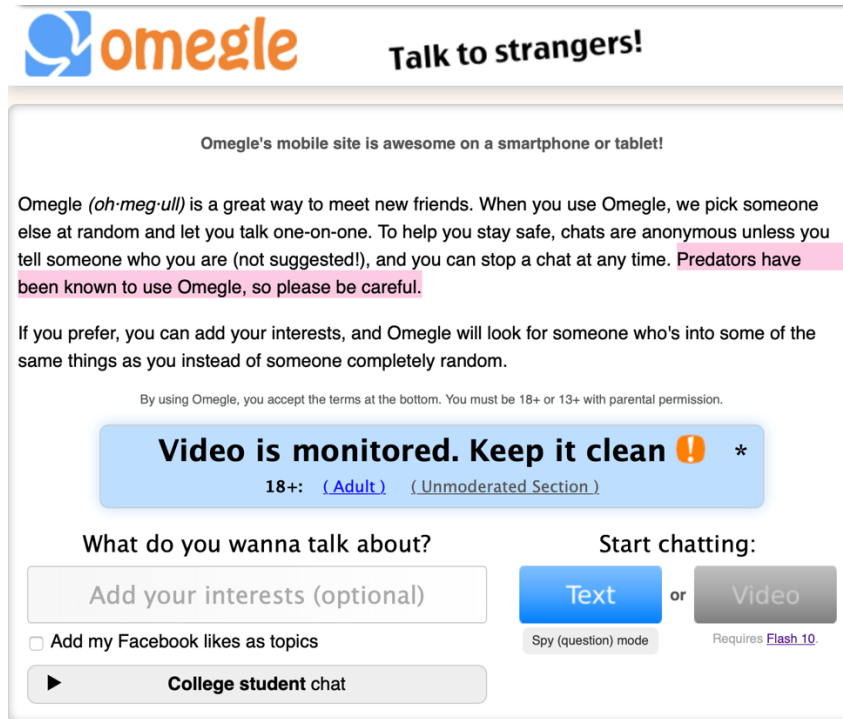 omegle
Talk to strangers!
Omegle's mobile site is awesome on a smartphone or tablet!
Omegle (oh·meg·ull) is a great way to meet new friends. When you use Omegle, we pick someone
else at random and let you talk one-on-one. To help you stay safe, chats are anonymous unless you
tell someone who you are (not suggested!), and you can stop a chat at any time. Predators have
been known to use Omegle, so please be careful.
If you prefer, you can add your interests, and Omegle will look for someone who's into some of the
same things as you instead of someone completely random.
By using Omegle, you accept the terms at the bottom. You must be 18+ or 13+ with parental permission.
Video is monitored. Keep it clean ! *
18+: ( Adult ) ( Unmoderated Section )
What do you wanna talk about?
Start chatting:
Add your interests (optional)
Text or Video
Add my Facebook likes as topics
Spy (question) mode
Requires Flash 10.
College student chat